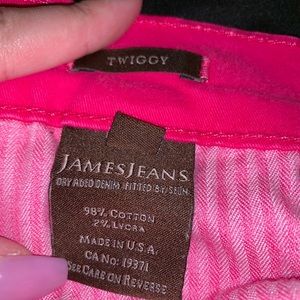 TWIGGY
JAMES JEANS
DRY AGED DENIM FITTED BY SEUN
98% COTTON
2% LYCRA
MADE IN U.S.A.
CA NO: 19371
SEE CARE ON REVERSE